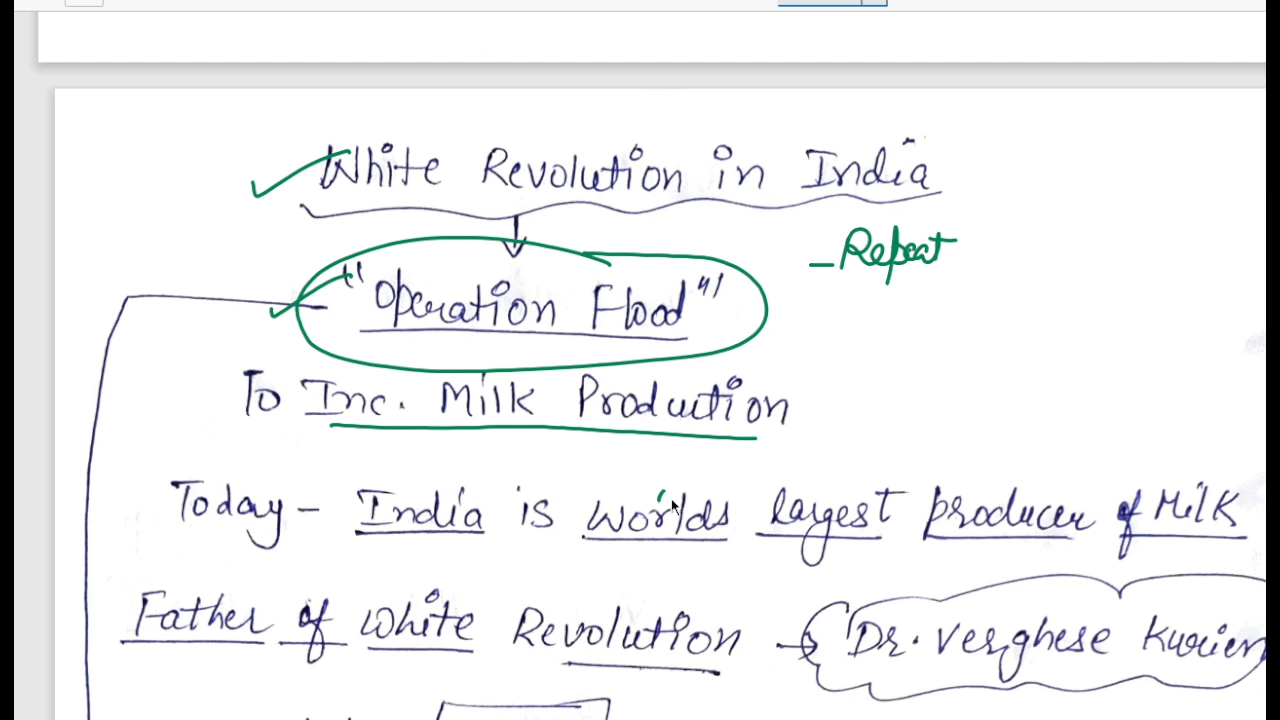 White Revolution in India
- Repeat
"Operation Flood"
To Inc. Milk Production
Today - India is worlds largest producer of Milk
Father of White Revolution → Dr. Verghese Kurien